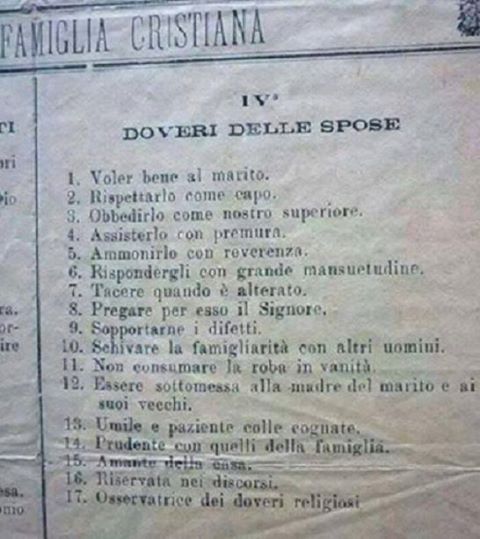 FAMIGLIA CRISTIANA
IVª
DOVERI DELLE SPOSE
1. Voler bene al marito.
2. Rispettarlo come capo.
3. Obbedirlo come nostro superiore.
4. Assisterlo con premura.
5. Ammonirlo con reverenza.
6. Rispondergli con grande mansuetudine.
7. Tacere quando è alterato.
8. Pregare per esso il Signore.
9. Sopportarne i difetti.
10. Schivare la famigliarità con altri uomini.
11. Non consumare la roba in vanità.
12. Essere sottomessa alla madre del marito e ai
suoi vecchi.
13. Umile e paziente colle cognate.
14. Prudente con quelli della famiglia.
15. Amante della casa.
16. Riservata nei discorsi.
17. Osservatrice dei doveri religiosi